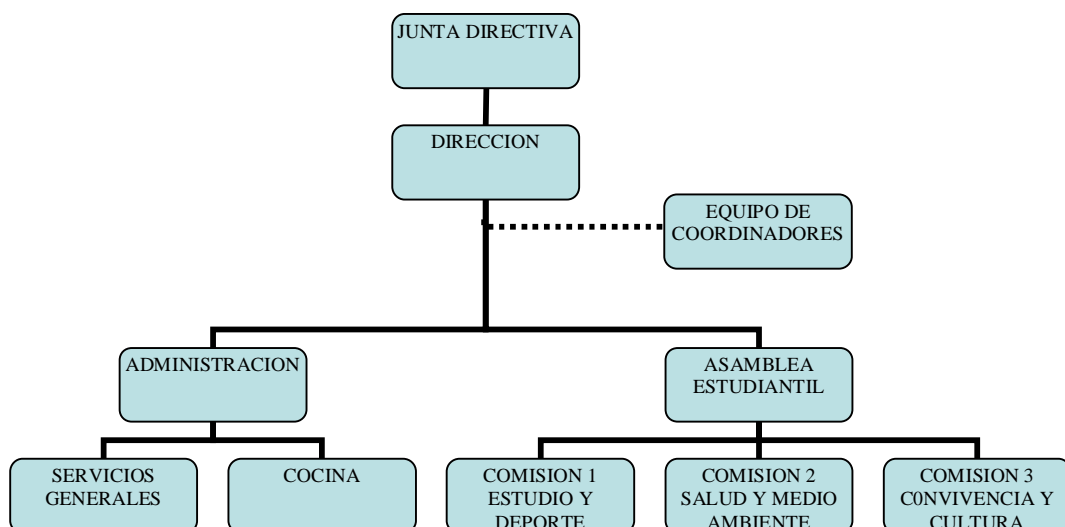 JUNTA DIRECTIVA
DIRECCION
EQUIPO DE
COORDINADORES
ADMINISTRACION
ASAMBLEA
ESTUDIANTIL
SERVICIOS
GENERALES
COCINA
COMISION 1
ESTUDIO Y
DEPORTE
COMISION 2
SALUD Y MEDIO
AMBIENTE
COMISION 3
C0NVIVENCIA Y
CULTURA